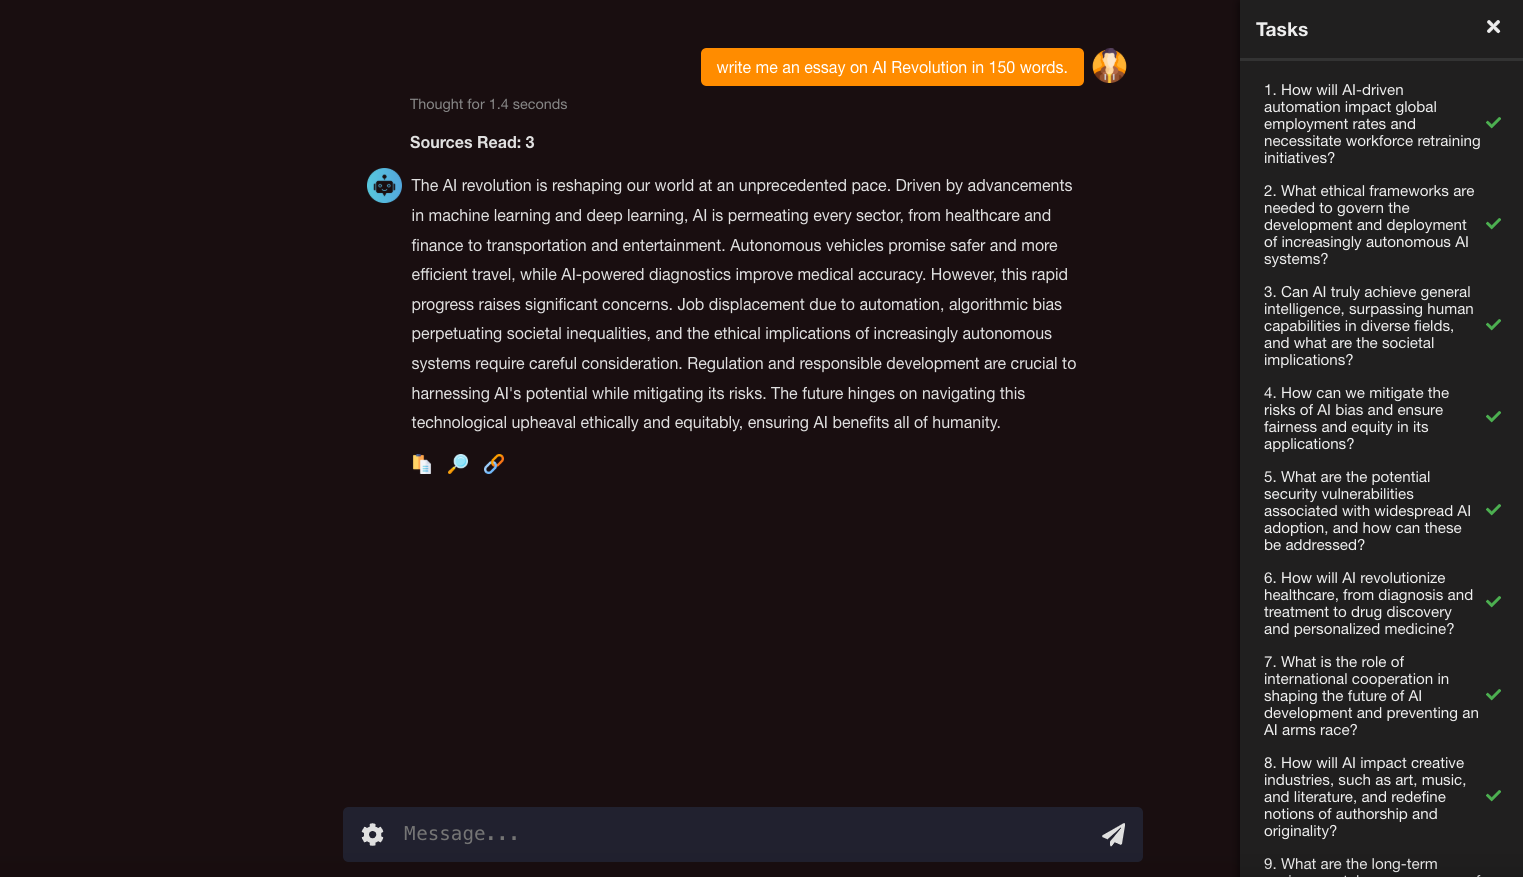 write me an essay on AI Revolution in 150 words.
Thought for 1.4 seconds
Sources Read: 3
The AI revolution is reshaping our world at an unprecedented pace. Driven by advancements
in machine learning and deep learning, AI is permeating every sector, from healthcare and
finance to transportation and entertainment. Autonomous vehicles promise safer and more
efficient travel, while AI-powered diagnostics improve medical accuracy. However, this rapid
progress raises significant concerns. Job displacement due to automation, algorithmic bias
perpetuating societal inequalities, and the ethical implications of increasingly autonomous
systems require careful consideration. Regulation and responsible development are crucial to
harnessing AI's potential while mitigating its risks. The future hinges on navigating this
technological upheaval ethically and equitably, ensuring AI benefits all of humanity.
Message...
Tasks
1. How will AI-driven
automation impact global
employment rates and
necessitate workforce retraining
initiatives?
2. What ethical frameworks are
needed to govern the
development and deployment
of increasingly autonomous AI
systems?
3. Can AI truly achieve general
intelligence, surpassing human
capabilities in diverse fields,
and what are the societal
implications?
4. How can we mitigate the
risks of AI bias and ensure
fairness and equity in its
applications?
5. What are the potential
security vulnerabilities
associated with widespread AI
adoption, and how can these
be addressed?
6. How will AI revolutionize
healthcare, from diagnosis and
treatment to drug discovery
and personalized medicine?
7. What is the role of
international cooperation in
shaping the future of AI
development and preventing an
AI arms race?
8. How will AI impact creative
industries, such as art, music,
and literature, and redefine
notions of authorship and
originality?
9. What are the long-term